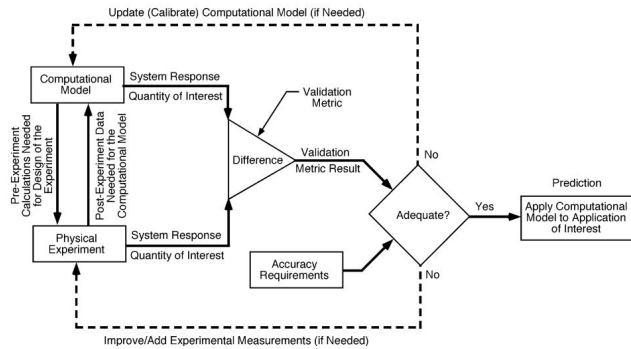 Update (Calibrate) Computational Model (if Needed)
Computational
Model
System Response
Quantity of Interest
Validation
Metric
Pre-Experiment
Calculations Needed
for Design of the
Experiment
Post-Experiment Data
Needed for the
Computational Model
Difference
Validation
Metric Result
No
Adequate?
Yes
Prediction
Apply Computational
Model to Application
of Interest
Physical
Experiment
System Response
Quantity of Interest
Accuracy
Requirements
No
Improve/Add Experimental Measurements (if Needed)